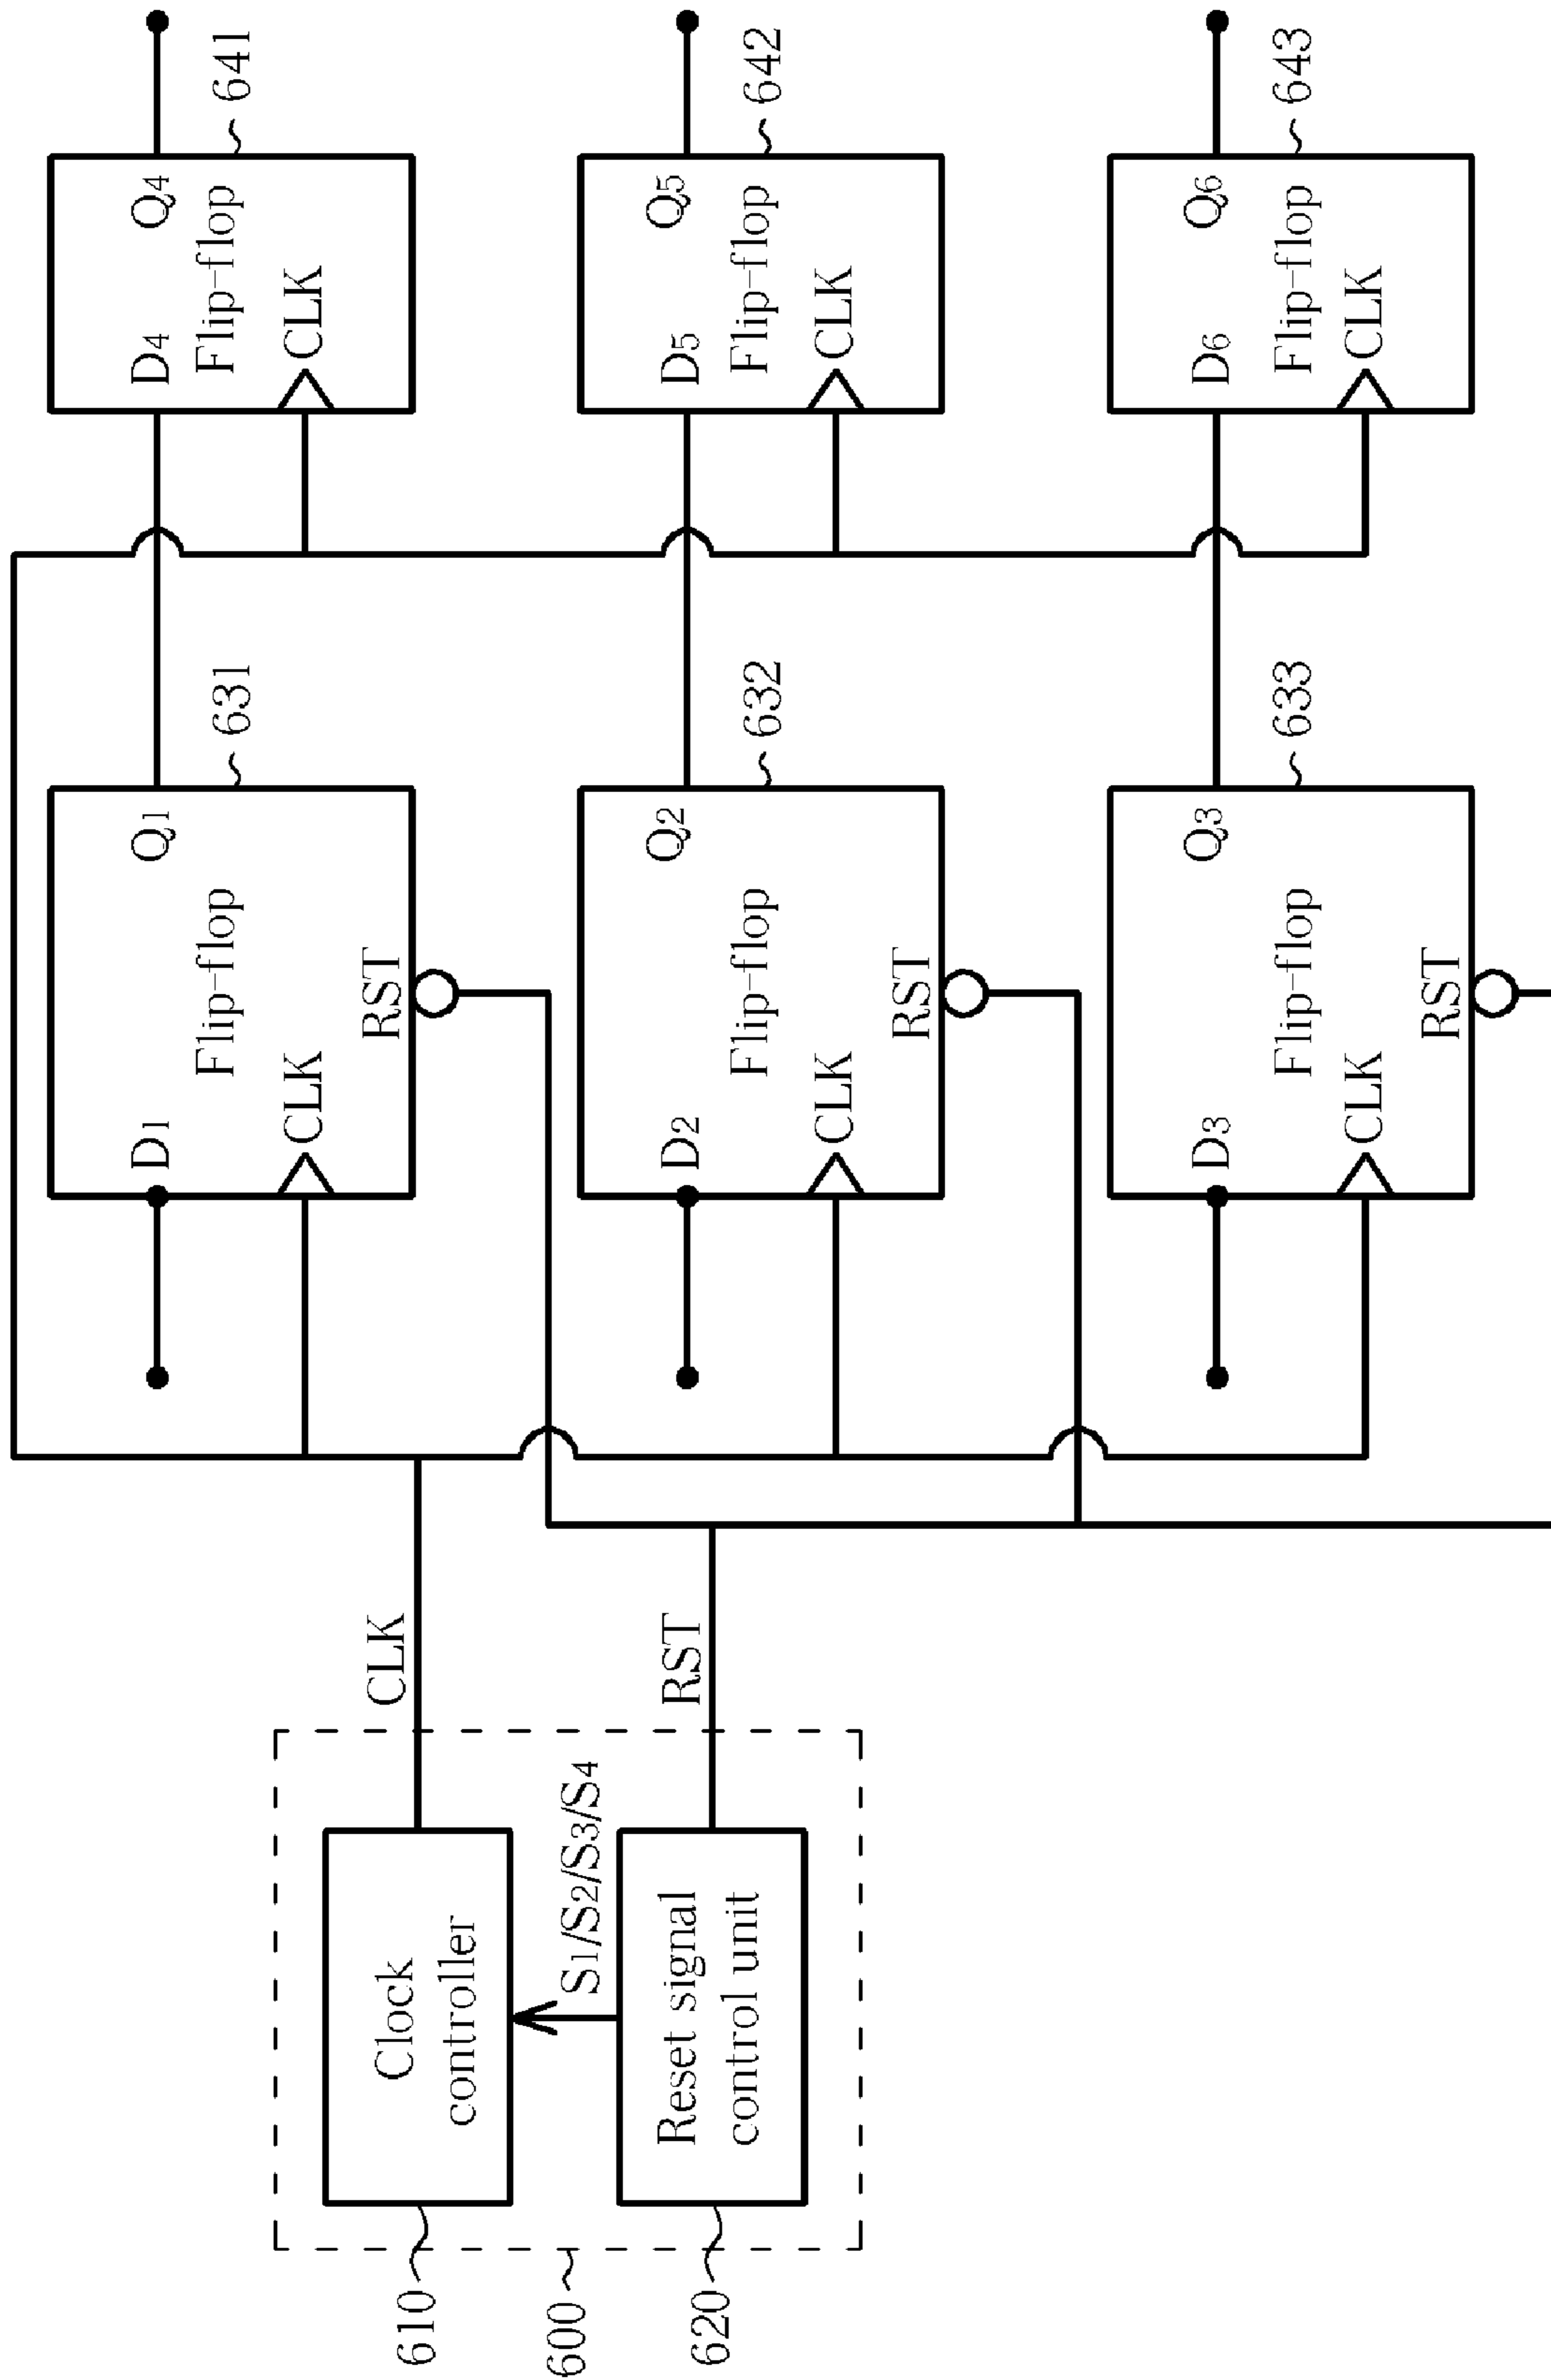 610
600
620
Clock
controller
S1/S2/S3/S4
Reset signal
control unit
CLK
RST
D1
Q1
Flip-flop
CLK
RST
631
D4
Q4
Flip-flop
CLK
641
D2
Q2
Flip-flop
CLK
RST
632
D5
Q5
Flip-flop
CLK
642
D3
Q3
Flip-flop
CLK
RST
633
D6
Q6
Flip-flop
CLK
643